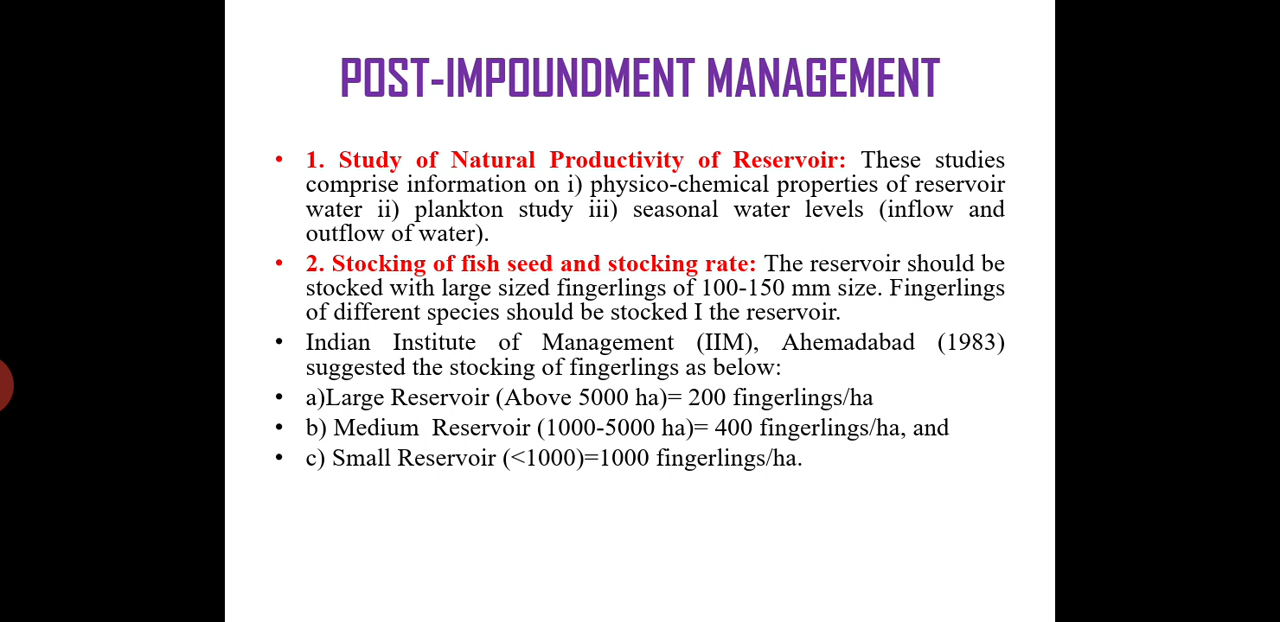 POST-IMPOUNDMENT MANAGEMENT
• 1. Study of Natural Productivity of Reservoir: These studies
comprise information on i) physico-chemical properties of reservoir
water ii) plankton study iii) seasonal water levels (inflow and
outflow of water).
• 2. Stocking of fish seed and stocking rate: The reservoir should be
stocked with large sized fingerlings of 100-150 mm size. Fingerlings
of different species should be stocked I the reservoir.
• Indian Institute of Management (IIM), Ahemadabad (1983)
suggested the stocking of fingerlings as below:
• a)Large Reservoir (Above 5000 ha)= 200 fingerlings/ha
• b) Medium Reservoir (1000-5000 ha)= 400 fingerlings/ha, and
• c) Small Reservoir (<1000)=1000 fingerlings/ha.